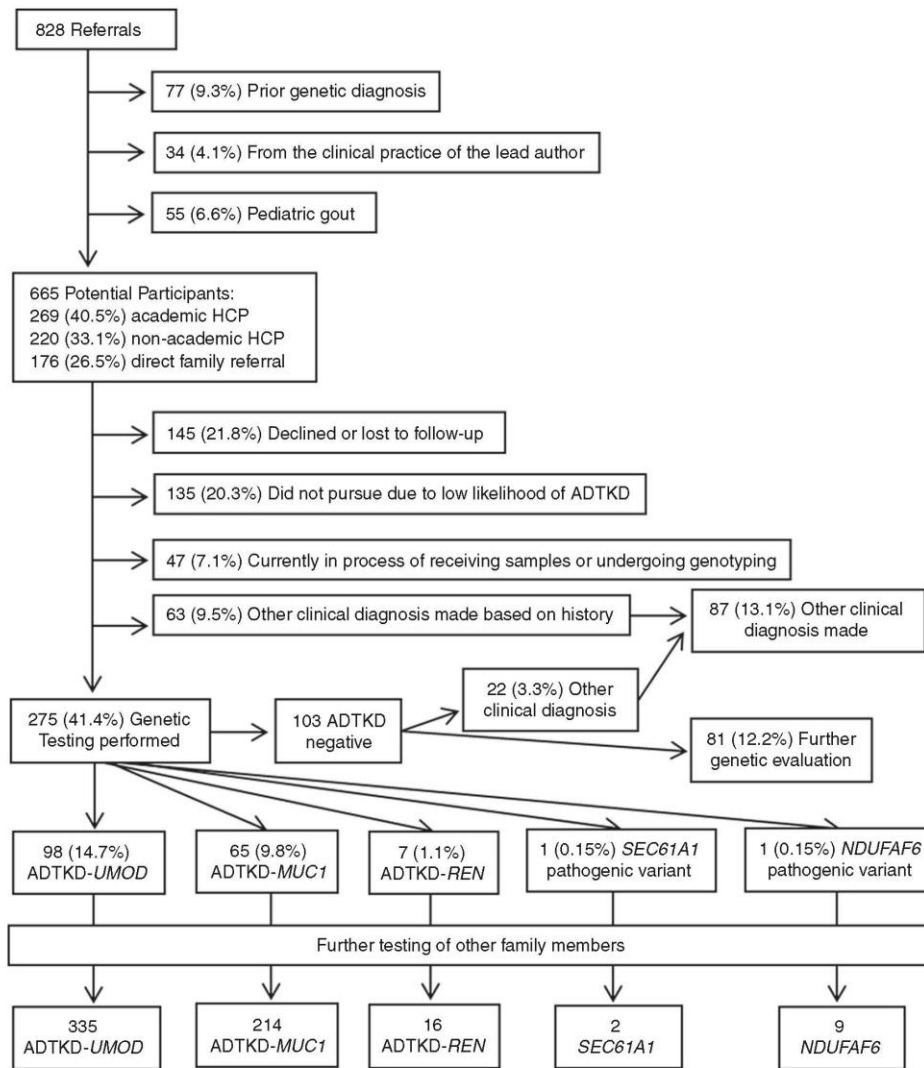 828 Referrals
77 (9.3%) Prior genetic diagnosis
34 (4.1%) From the clinical practice of the lead author
55 (6.6%) Pediatric gout
665 Potential Participants:
269 (40.5%) academic HCP
220 (33.1%) non-academic HCP
176 (26.5%) direct family referral
145 (21.8%) Declined or lost to follow-up
135 (20.3%) Did not pursue due to low likelihood of ADTKD
47 (7.1%) Currently in process of receiving samples or undergoing genotyping
63 (9.5%) Other clinical diagnosis made based on history
87 (13.1%) Other clinical
diagnosis made
22 (3.3%) Other
clinical diagnosis
275 (41.4%) Genetic
Testing performed
103 ADTKD
negative
81 (12.2%) Further
genetic evaluation
98 (14.7%)
ADTKD-UMOD
65 (9.8%)
ADTKD-MUC1
7 (1.1%)
ADTKD-REN
1 (0.15%) SEC61A1
pathogenic variant
1 (0.15%) NDUFAF6
pathogenic variant
Further testing of other family members
335
ADTKD-UMOD
214
ADTKD-MUC1
16
ADTKD-REN
2
SEC61A1
9
NDUFAF6